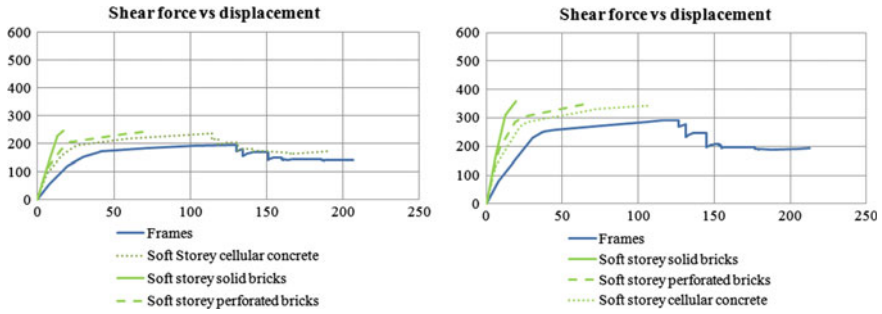 Shear force vs displacement
600
500
400
300
200
100
0
0 50 100 150 200 250
Frames
Soft Storey cellular concrete
Soft storey solid bricks
Soft storey perforated bricks
Shear force vs displacement
600
500
400
300
200
100
0
0 50 100 150 200 250
Frames
Soft storey solid bricks
Soft storey perforated bricks
Soft storey cellular concrete